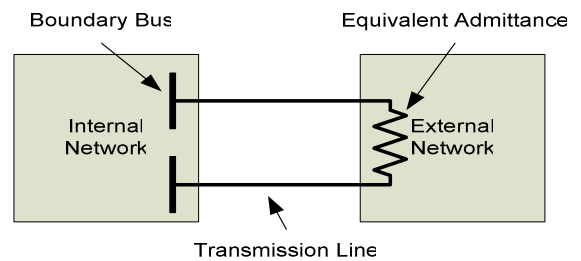 Boundary Bus
Equivalent Admittance
Internal
Network
External
Network
Transmission Line